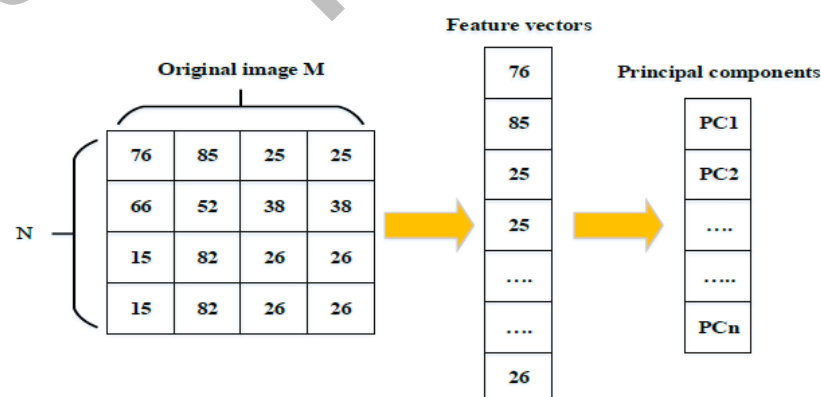 Feature vectors
Original image M
Principal components
N
76 85 25 25
66 52 38 38
15 82 26 26
15 82 26 26
76
85
25
25
....
....
26
PC1
PC2
....
.....
PCn